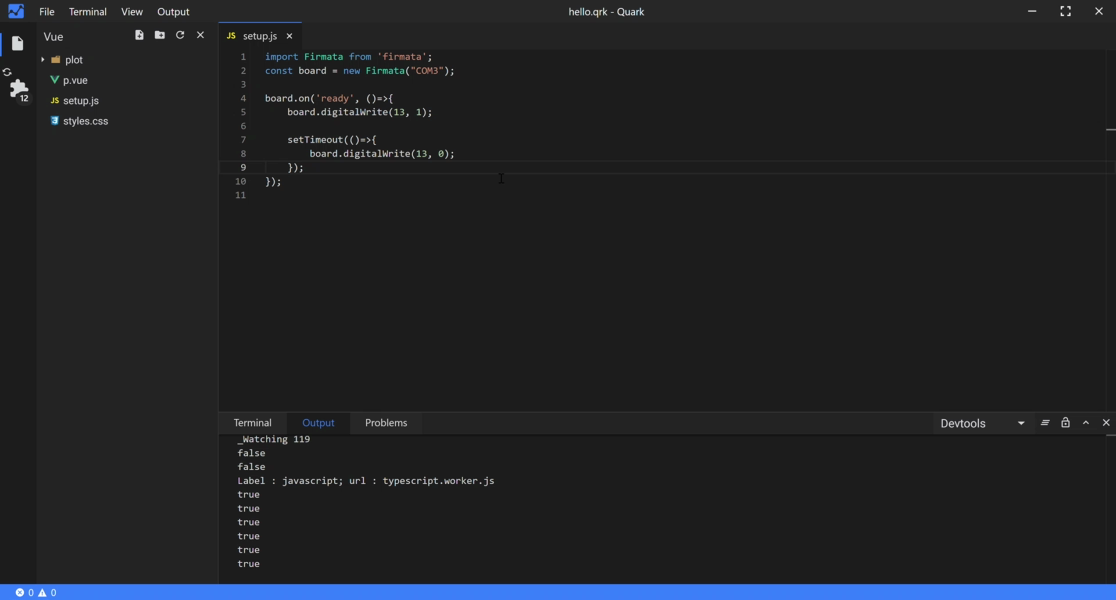 File Terminal View Output hello.qrk - Quark
Vue
plot
p.vue
JS setup.js
styles.css
12
JS setup.js ×
1 import Firmata from 'firmata';
2 const board = new Firmata("COM3");
3
4 board.on('ready', ()=>{
5 board.digitalWrite(13, 1);
6
7 setTimeout(()=>{
8 board.digitalWrite(13, 0);
9 });
10 });
11
Terminal Output Problems Devtools
_Watching 119
false
false
Label : javascript; url : typescript.worker.js
true
true
true
true
true
true
0 0